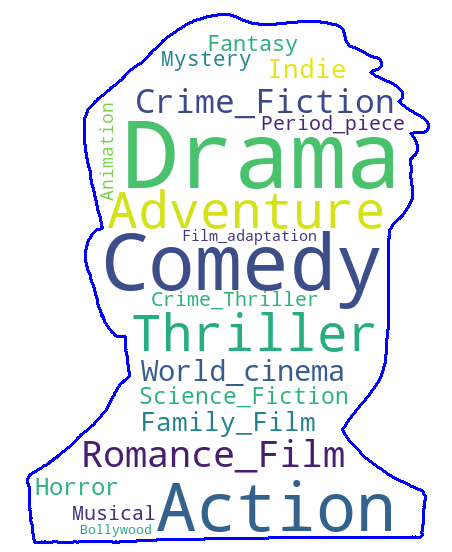 Fantasy
Mystery
Indie
Crime_Fiction
Period_piece
Animation
Drama
Adventure
Film_adaptation
Comedy
Crime_Thriller
Thriller
World_cinema
Science_Fiction
Family_Film
Romance_Film
Horror
Action
Musical
Bollywood